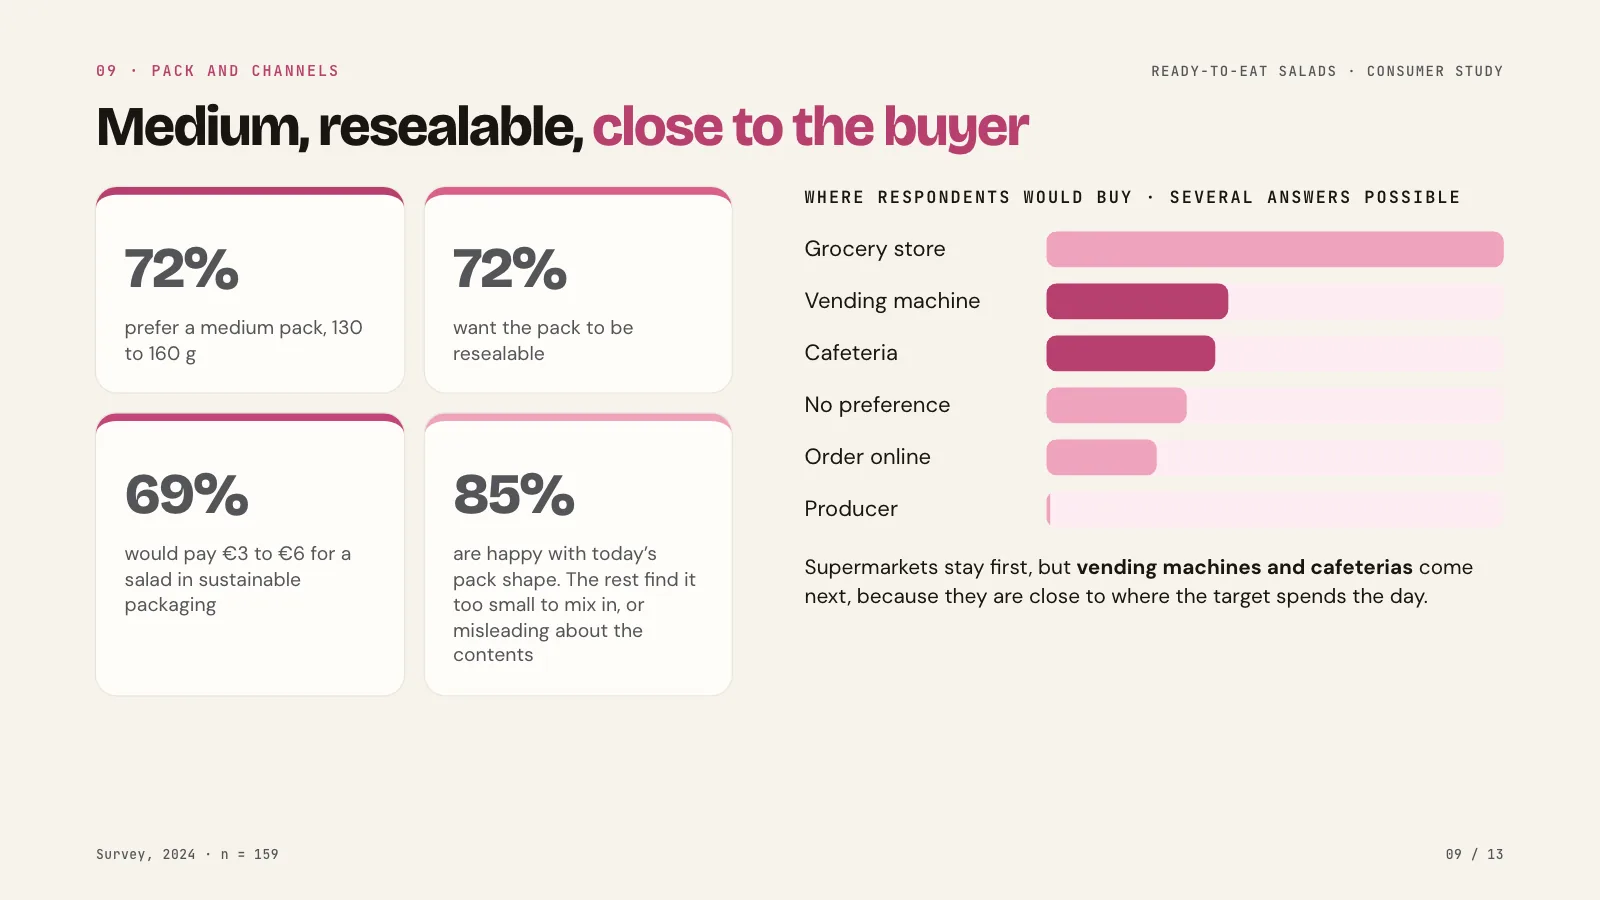 09 · PACK AND CHANNELS
READY-TO-EAT SALADS · CONSUMER STUDY
Medium, resealable, close to the buyer
72%
prefer a medium pack, 130
to 160 g
72%
want the pack to be
resealable
69%
would pay €3 to €6 for a
salad in sustainable
packaging
85%
are happy with today’s
pack shape. The rest find it
too small to mix in, or
misleading about the
contents
WHERE RESPONDENTS WOULD BUY · SEVERAL ANSWERS POSSIBLE
Grocery store
Vending machine
Cafeteria
No preference
Order online
Producer
Supermarkets stay first, but vending machines and cafeterias come
next, because they are close to where the target spends the day.
Survey, 2024 · n = 159
09 / 13